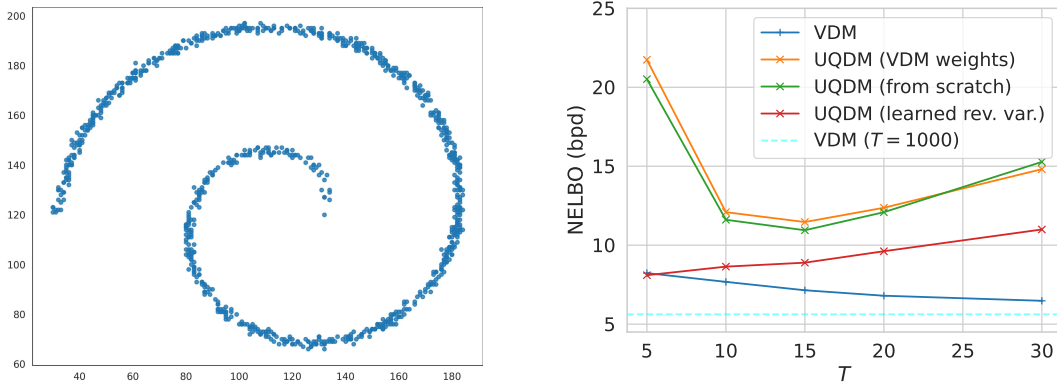 200
180
160
140
120
100
80
60
40 60 80 100 120 140 160 180
NELBO (bpd)
25
20
15
10
5
VDM
UQDM (VDM weights)
UQDM (from scratch)
UQDM (learned rev. var.)
VDM (T = 1000)
5 10 15 20 25 30
T